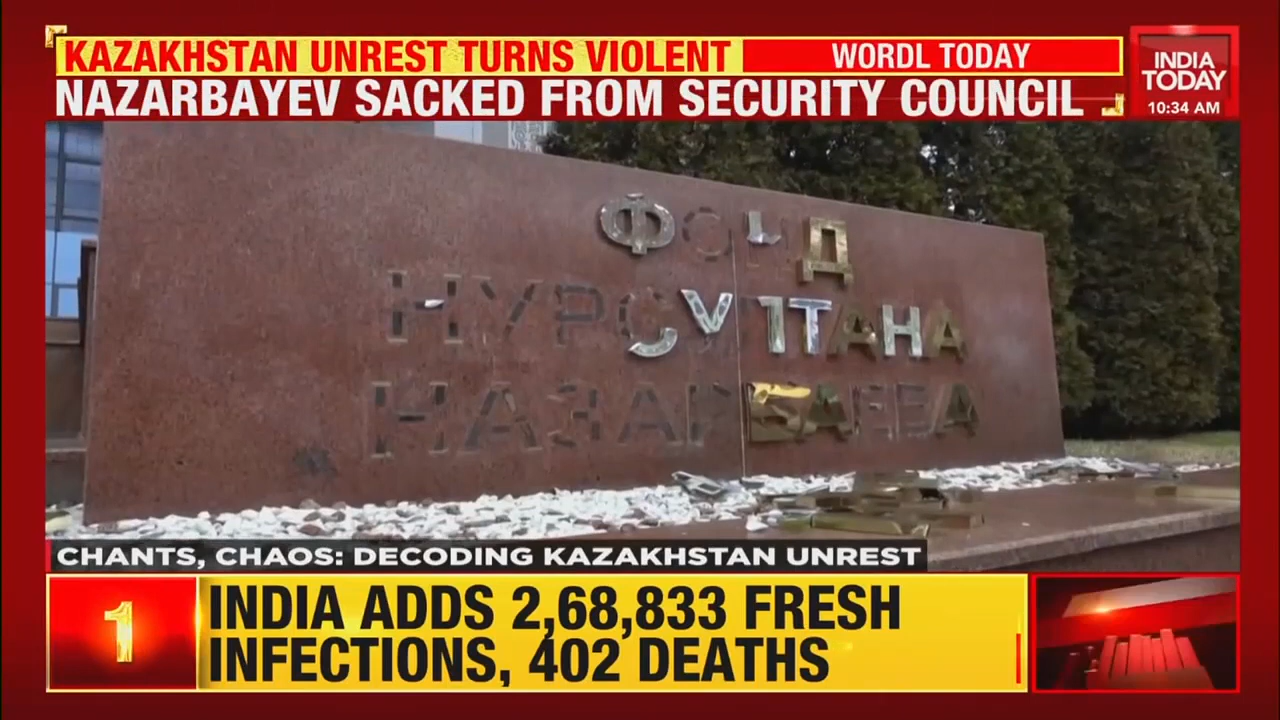 KAZAKHSTAN UNREST TURNS VIOLENT
WORDL TODAY
NAZARBAYEV SACKED FROM SECURITY COUNCIL
INDIA
TODAY
10:34 AM
ФОНД
НУРСУЛТАНА
НАЗАРБАЕВА
CHANTS, CHAOS: DECODING KAZAKHSTAN UNREST
1
INDIA ADDS 2,68,833 FRESH
INFECTIONS, 402 DEATHS